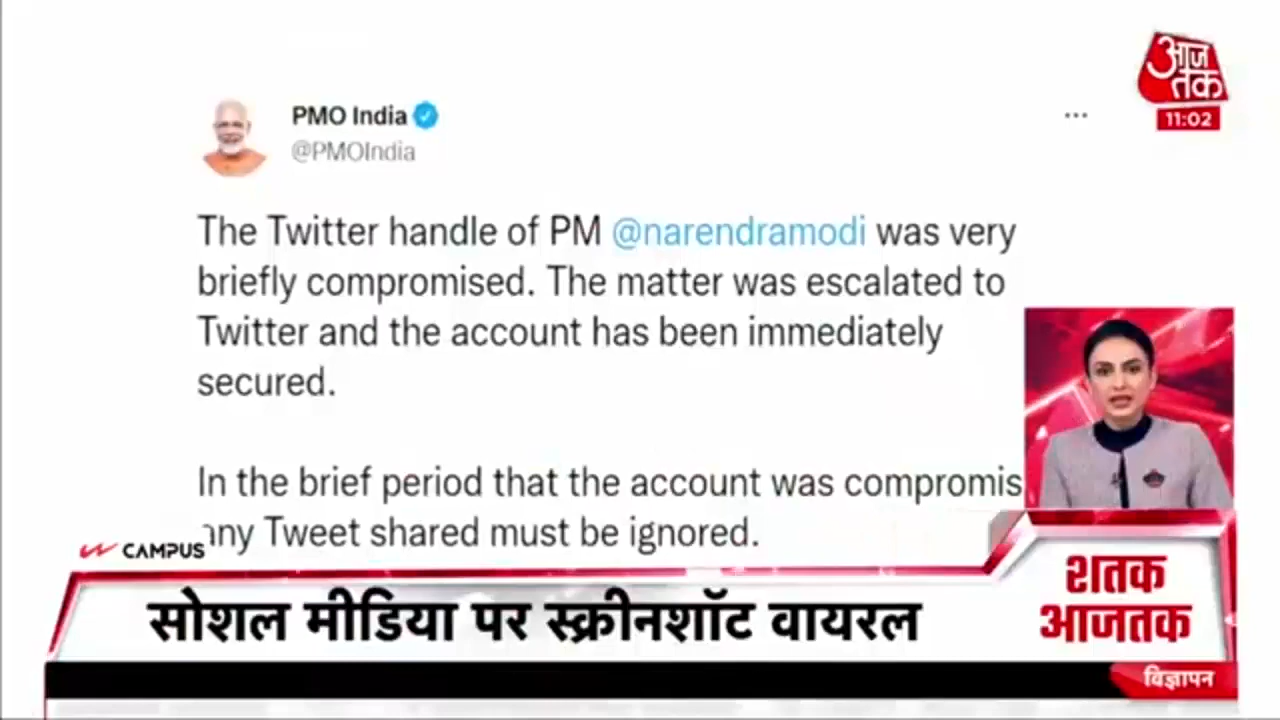 आज
तक
11:02
PMO India
@PMOIndia
The Twitter handle of PM @narendramodi was very
briefly compromised. The matter was escalated to
Twitter and the account has been immediately
secured.
In the brief period that the account was compromis
any Tweet shared must be ignored.
CAMPUS
सोशल मीडिया पर स्क्रीनशॉट वायरल
शतक
आजतक
विज्ञापन